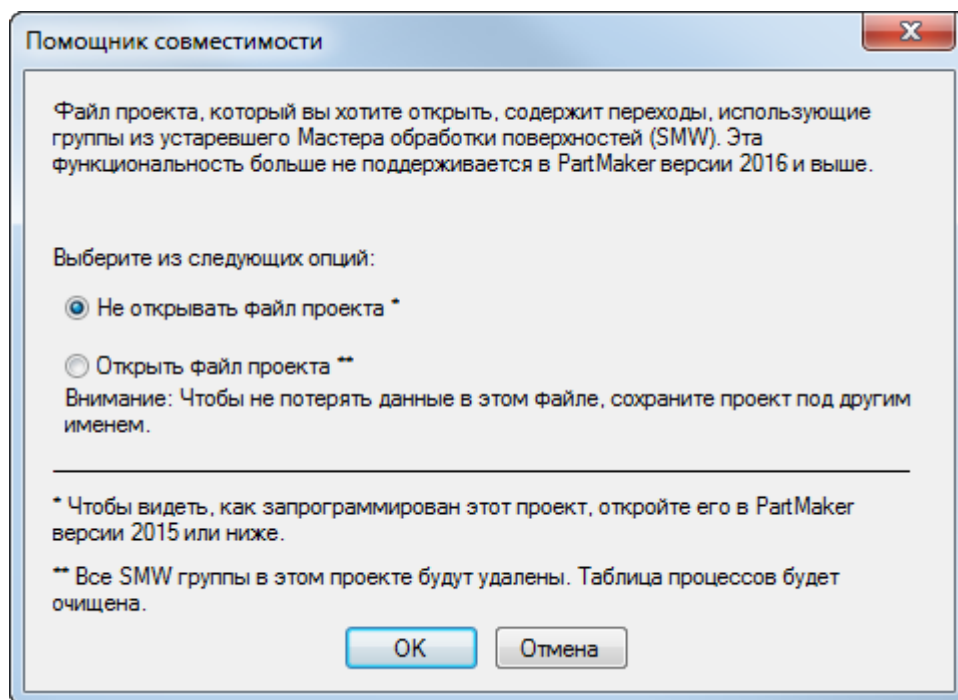 Помощник совместимости
Файл проекта, который вы хотите открыть, содержит переходы, использующие
группы из устаревшего Мастера обработки поверхностей (SMW). Эта
функциональность больше не поддерживается в PartMaker версии 2016 и выше.
Выберите из следующих опций:
Не открывать файл проекта *
Открыть файл проекта **
Внимание: Чтобы не потерять данные в этом файле, сохраните проект под другим
именем.
* Чтобы видеть, как запрограммирован этот проект, откройте его в PartMaker
версии 2015 или ниже.
** Все SMW группы в этом проекте будут удалены. Таблица процессов будет
очищена.
OK
Отмена